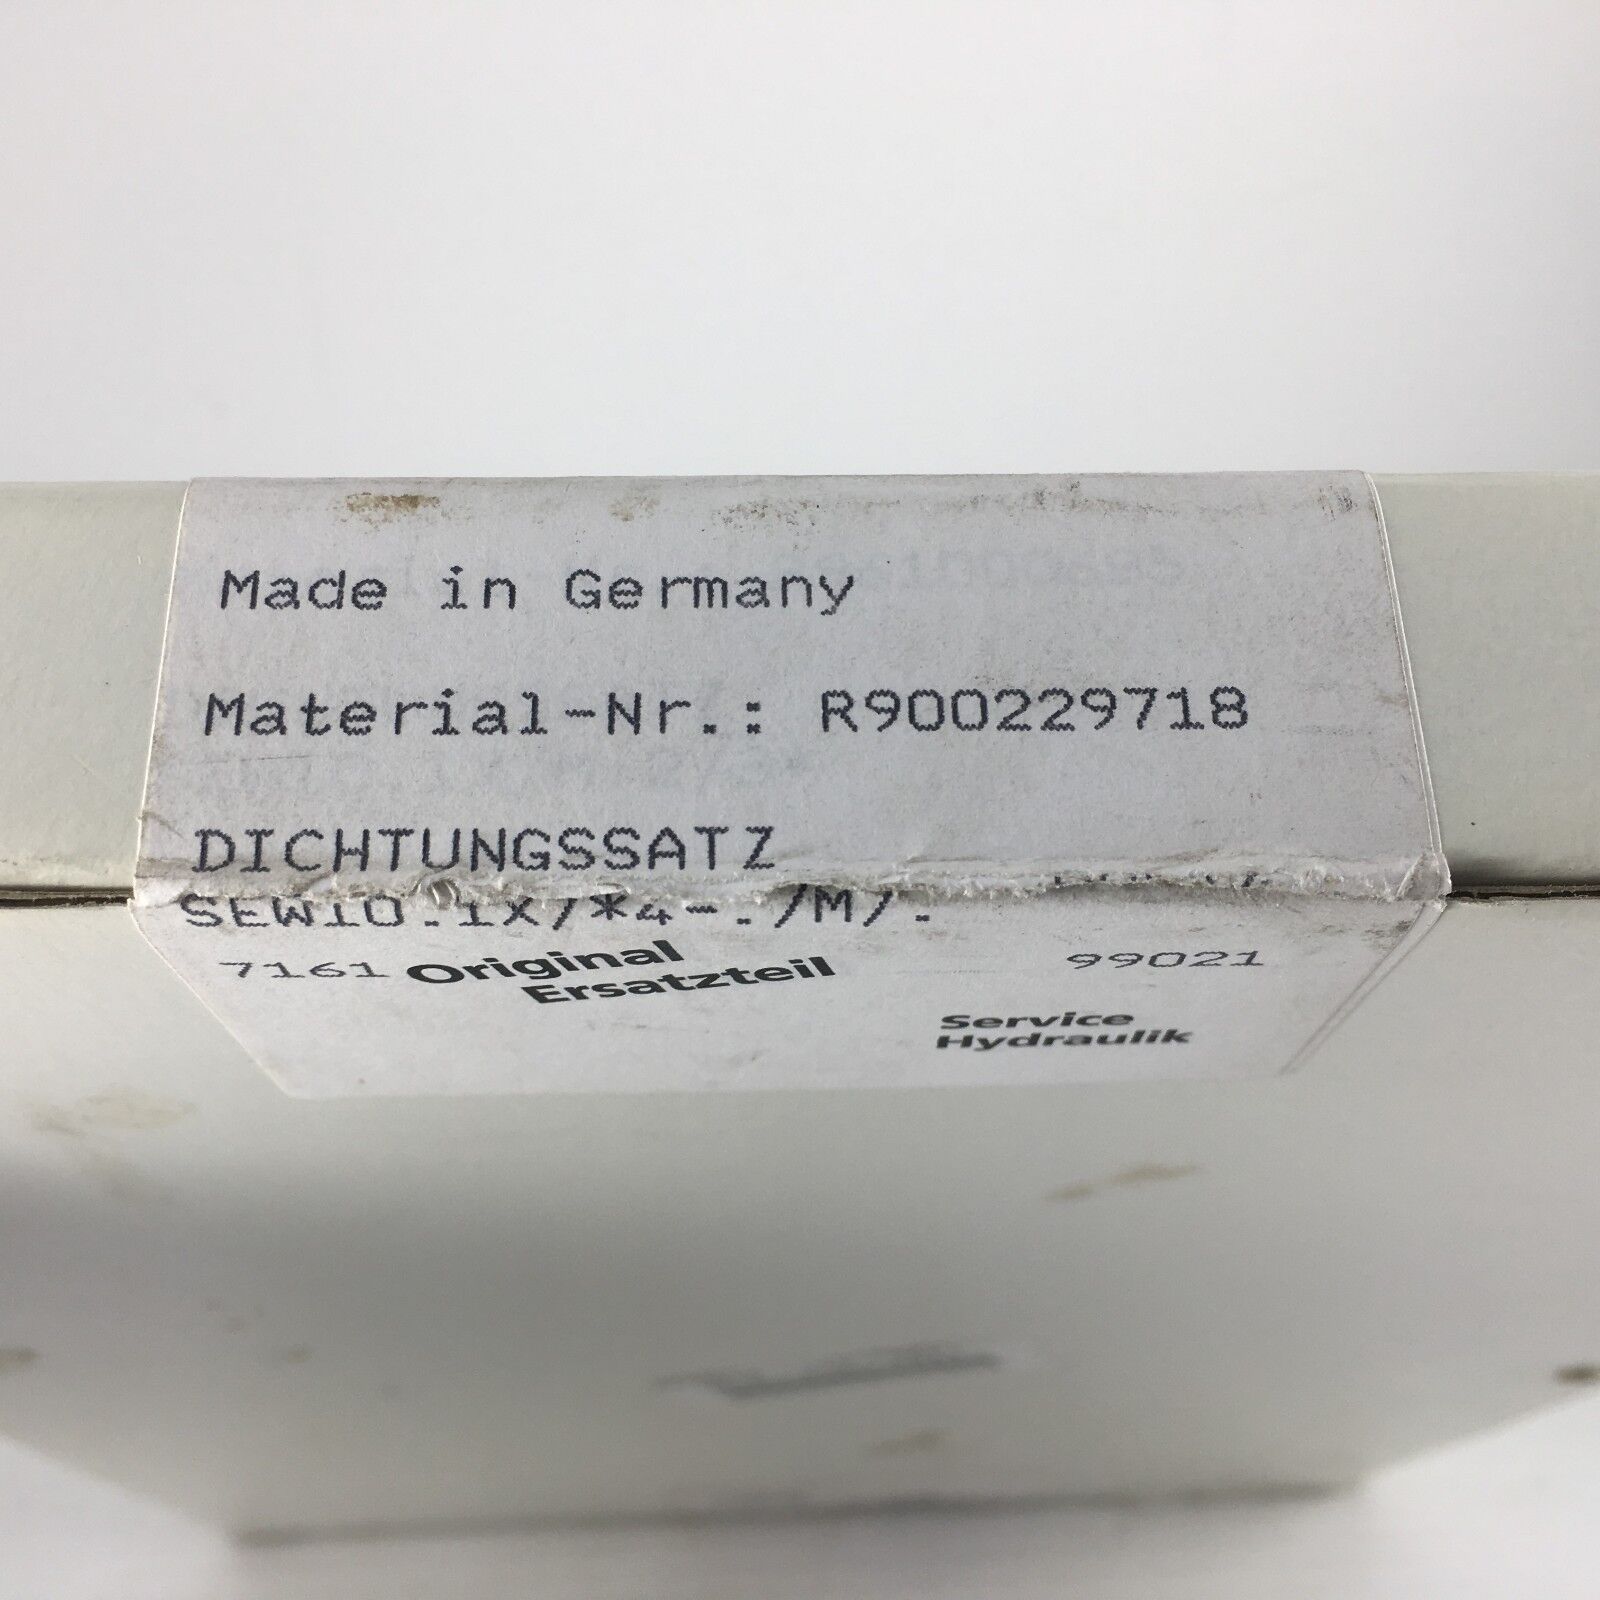 Made in Germany
Material-Nr.: R900229718
DICHTUNGSSATZ
SEW10.1X/*4-./M/.
7161 Original 99021
Ersatzteil
Service
Hydraulik